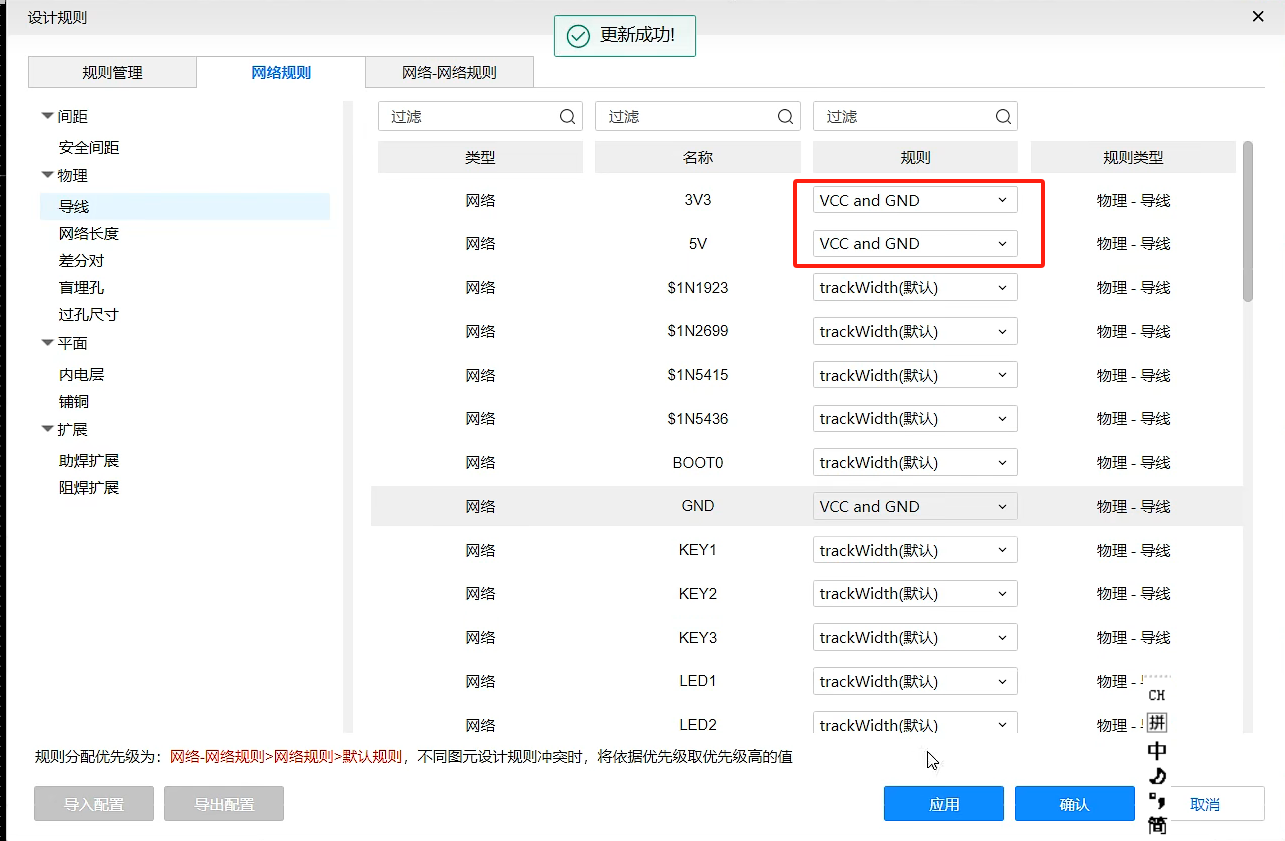 设计规则
更新成功!
规则管理
网络规则
网络-网络规则
间距
安全间距
物理
导线
网络长度
差分对
盲埋孔
过孔尺寸
平面
内电层
铺铜
扩展
助焊扩展
阻焊扩展
过滤 过滤 过滤
类型 名称 规则 规则类型
网络 3V3 VCC and GND 物理 - 导线
网络 5V VCC and GND 物理 - 导线
网络 $1N1923 trackWidth(默认) 物理 - 导线
网络 $1N2699 trackWidth(默认) 物理 - 导线
网络 $1N5415 trackWidth(默认) 物理 - 导线
网络 $1N5436 trackWidth(默认) 物理 - 导线
网络 BOOT0 trackWidth(默认) 物理 - 导线
网络 GND VCC and GND 物理 - 导线
网络 KEY1 trackWidth(默认) 物理 - 导线
网络 KEY2 trackWidth(默认) 物理 - 导线
网络 KEY3 trackWidth(默认) 物理 - 导线
网络 LED1 trackWidth(默认) 物理 -
网络 LED2 trackWidth(默认) 物理 -
CH
拼
中
简
规则分配优先级为：网络-网络规则>网络规则>默认规则，不同图元设计规则冲突时，将依据优先级取优先级高的值
导入配置 导出配置 应用 确认 取消